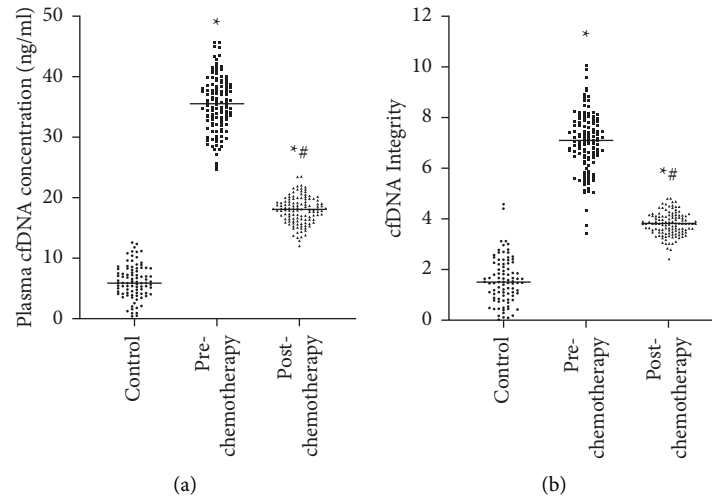 Plasma cfDNA concentration (ng/ml)
50
40
30
20
10
0
*
*#
Control
Pre-
chemotherapy
Post-
chemotherapy
(a)
cfDNA Integrity
12
10
8
6
4
2
0
*
*#
Control
Pre-
chemotherapy
Post-
chemotherapy
(b)